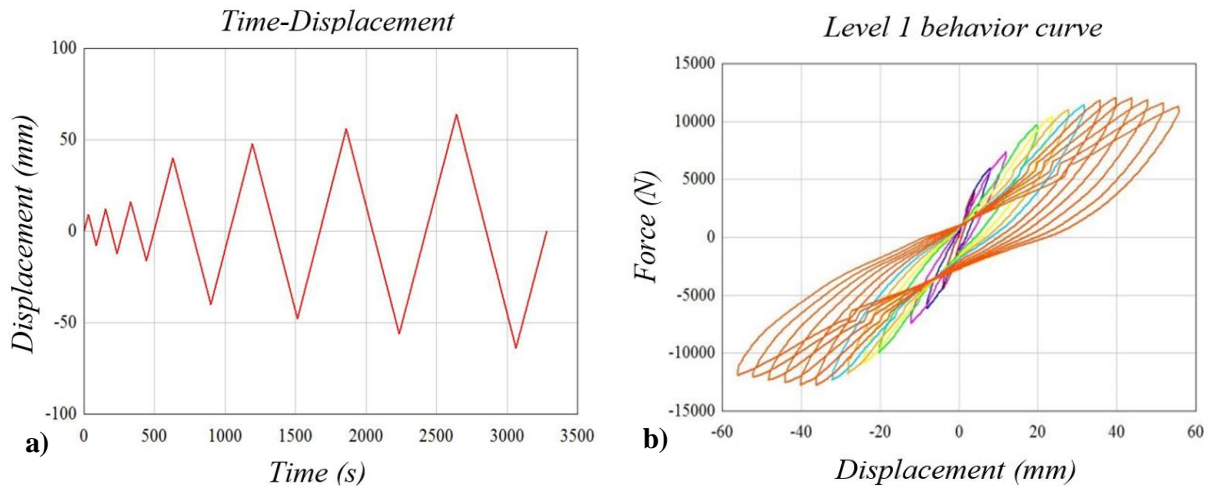 Time-Displacement
100
50
0
-50
-100
Displacement (mm)
0 500 1000 1500 2000 2500 3000 3500
Time (s)
a)
Level 1 behavior curve
15000
10000
5000
0
-5000
-10000
-15000
Force (N)
-60 -40 -20 0 20 40 60
Displacement (mm)
b)